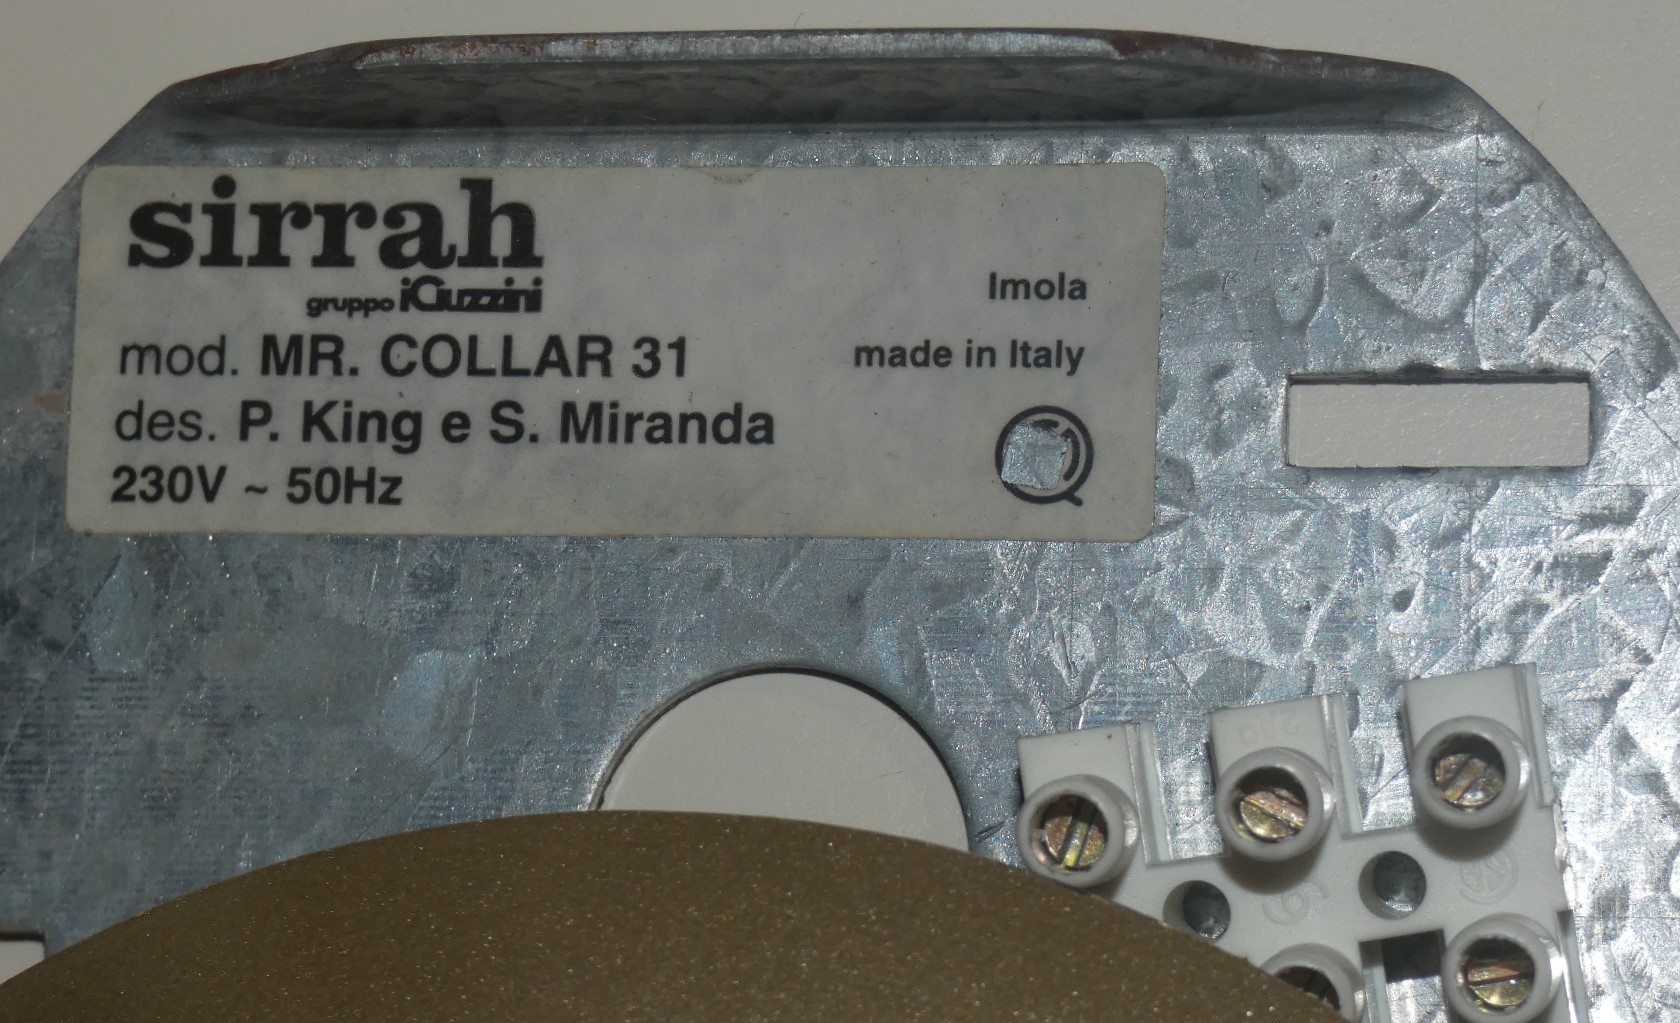 sirrah
gruppo iGuzzini
Imola
mod. MR. COLLAR 31
made in Italy
des. P. King e S. Miranda
230V ~ 50Hz